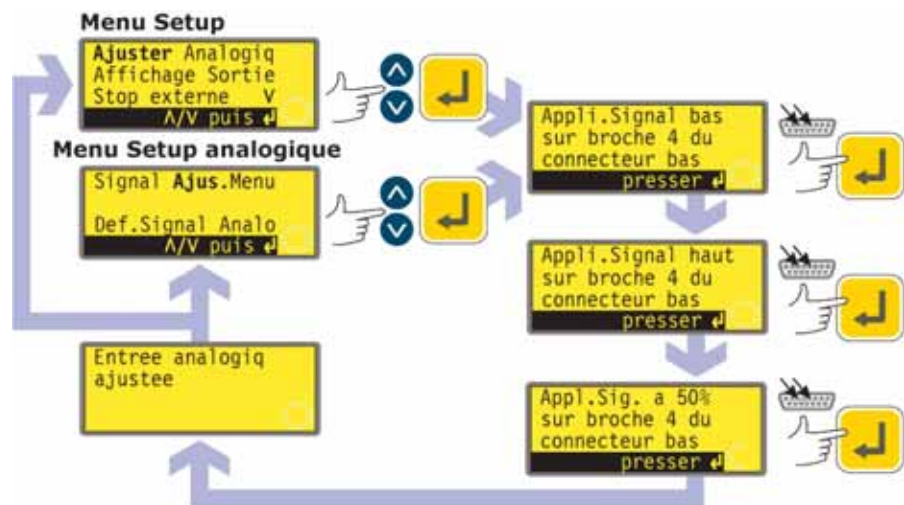 Menu Setup
Ajuster Analogiq
Affichage Sortie
Stop externe V
Λ/V puis ↲
Menu Setup analogique
Signal Ajus.Menu
Def.Signal Analo
Λ/V puis ↲
Entree analogiq
ajustee
Appli.Signal bas
sur broche 4 du
connecteur bas
presser ↲
Appli.Signal haut
sur broche 4 du
connecteur bas
presser ↲
Appl.Sig. a 50%
sur broche 4 du
connecteur bas
presser ↲